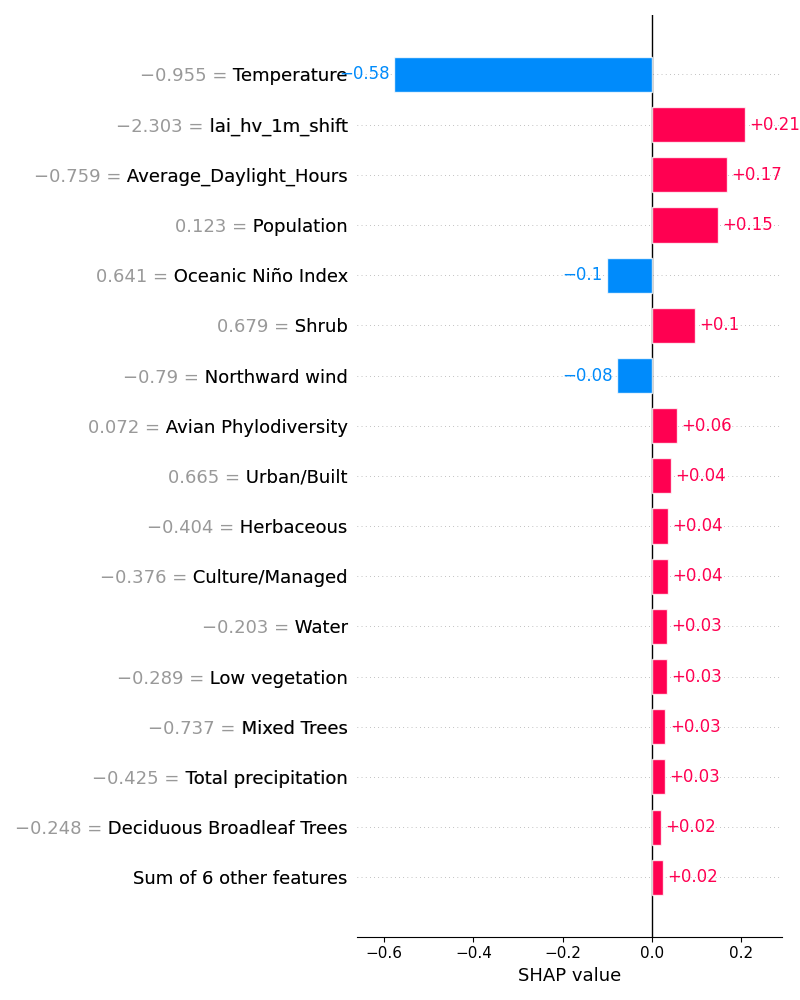 −0.955 = Temperature −0.58
−2.303 = lai_hv_1m_shift +0.21
−0.759 = Average_Daylight_Hours +0.17
0.123 = Population +0.15
0.641 = Oceanic Niño Index −0.1
0.679 = Shrub +0.1
−0.79 = Northward wind −0.08
0.072 = Avian Phylodiversity +0.06
0.665 = Urban/Built +0.04
−0.404 = Herbaceous +0.04
−0.376 = Culture/Managed +0.04
−0.203 = Water +0.03
−0.289 = Low vegetation +0.03
−0.737 = Mixed Trees +0.03
−0.425 = Total precipitation +0.03
−0.248 = Deciduous Broadleaf Trees +0.02
Sum of 6 other features +0.02
−0.6 −0.4 −0.2 0.0 0.2
SHAP value